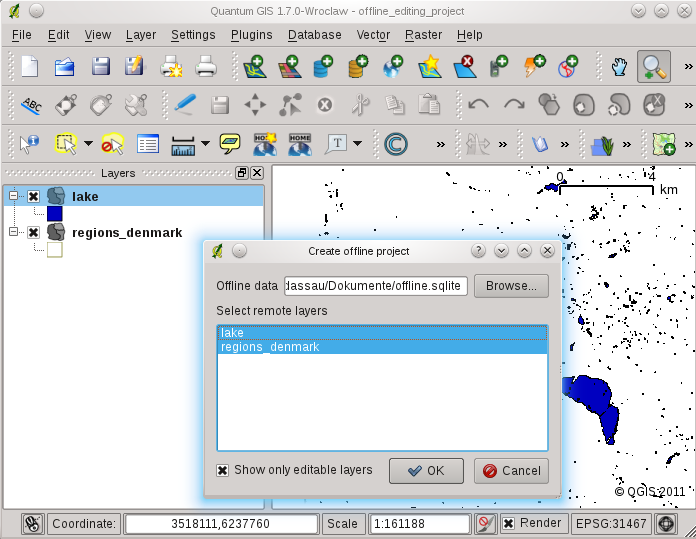 Quantum GIS 1.7.0-Wroclaw - offline_editing_project
File Edit View Layer Settings Plugins Database Vector Raster Help
ABC
T
Layers
lake
regions_denmark
0 4
km
Create offline project
Offline data dassau/Dokumente/offline.sqlite Browse...
Select remote layers
lake
regions_denmark
Show only editable layers OK Cancel
© QGIS 2011
Coordinate: 3518111,6237760 Scale 1:161188 Render EPSG:31467